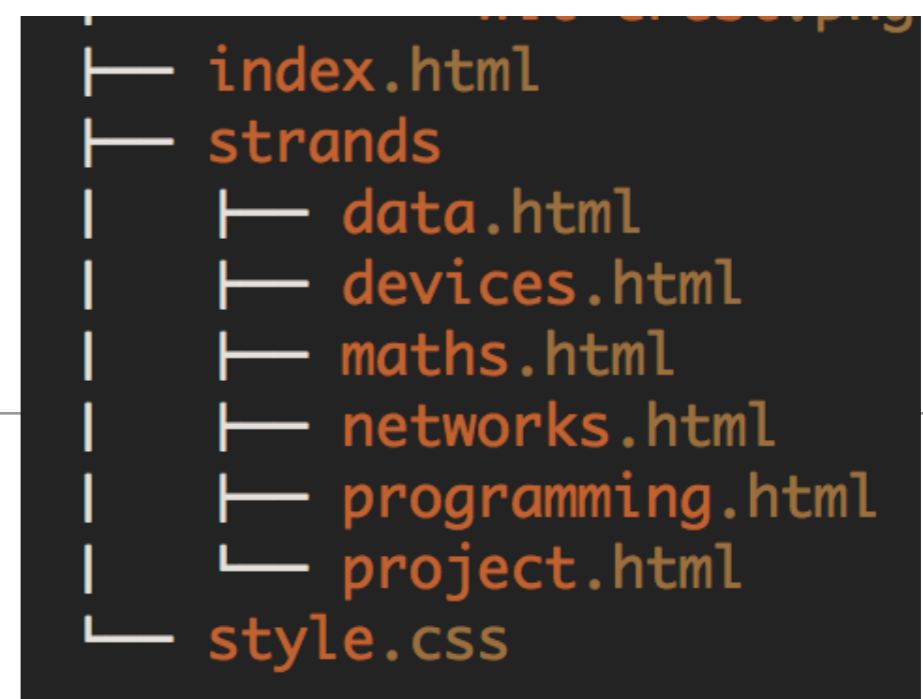 index.html
strands
data.html
devices.html
maths.html
networks.html
programming.html
project.html
style.css